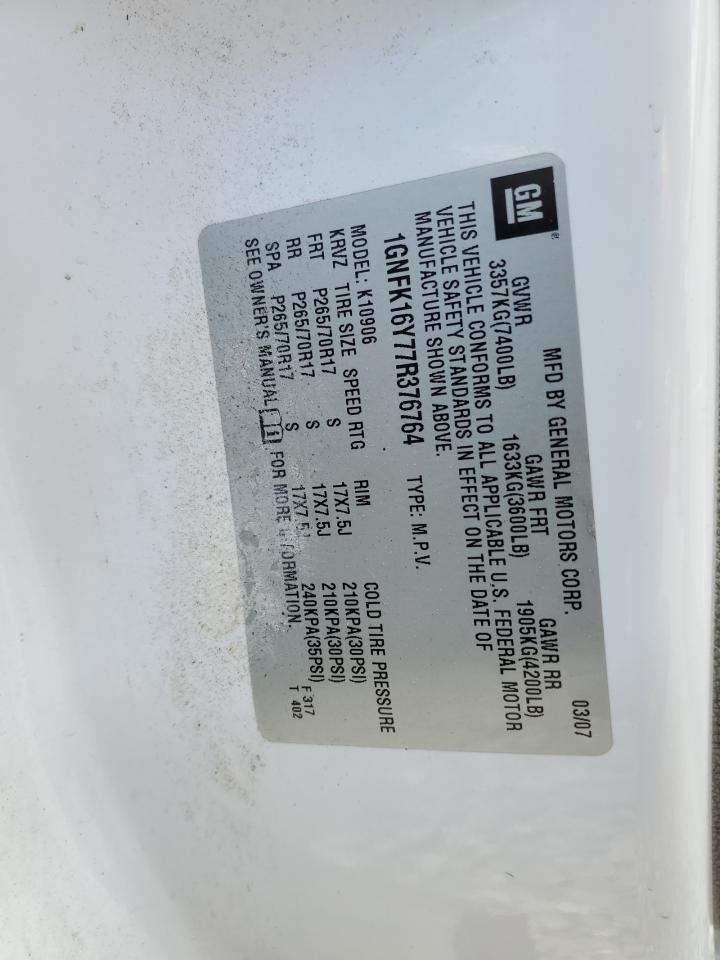 GM®
MFD BY GENERAL MOTORS CORP. 03/07
GVWR GAWR FRT GAWR RR
3357KG(7400LB) 1633KG(3600LB) 1905KG(4200LB)
THIS VEHICLE CONFORMS TO ALL APPLICABLE U.S. FEDERAL MOTOR
VEHICLE SAFETY STANDARDS IN EFFECT ON THE DATE OF
MANUFACTURE SHOWN ABOVE.
1GNFK16Y77R376764 TYPE: M.P.V.
MODEL: K10906
KRVZ TIRE SIZE SPEED RTG RIM COLD TIRE PRESSURE
FRT P265/70R17 S 17X7.5J 210KPA(30PSI)
RR P265/70R17 S 17X7.5J 210KPA(30PSI)
SPA P265/70R17 S 17X7.5J 240KPA(35PSI)
SEE OWNER'S MANUAL i FOR MORE INFORMATION.
F 317
T 402